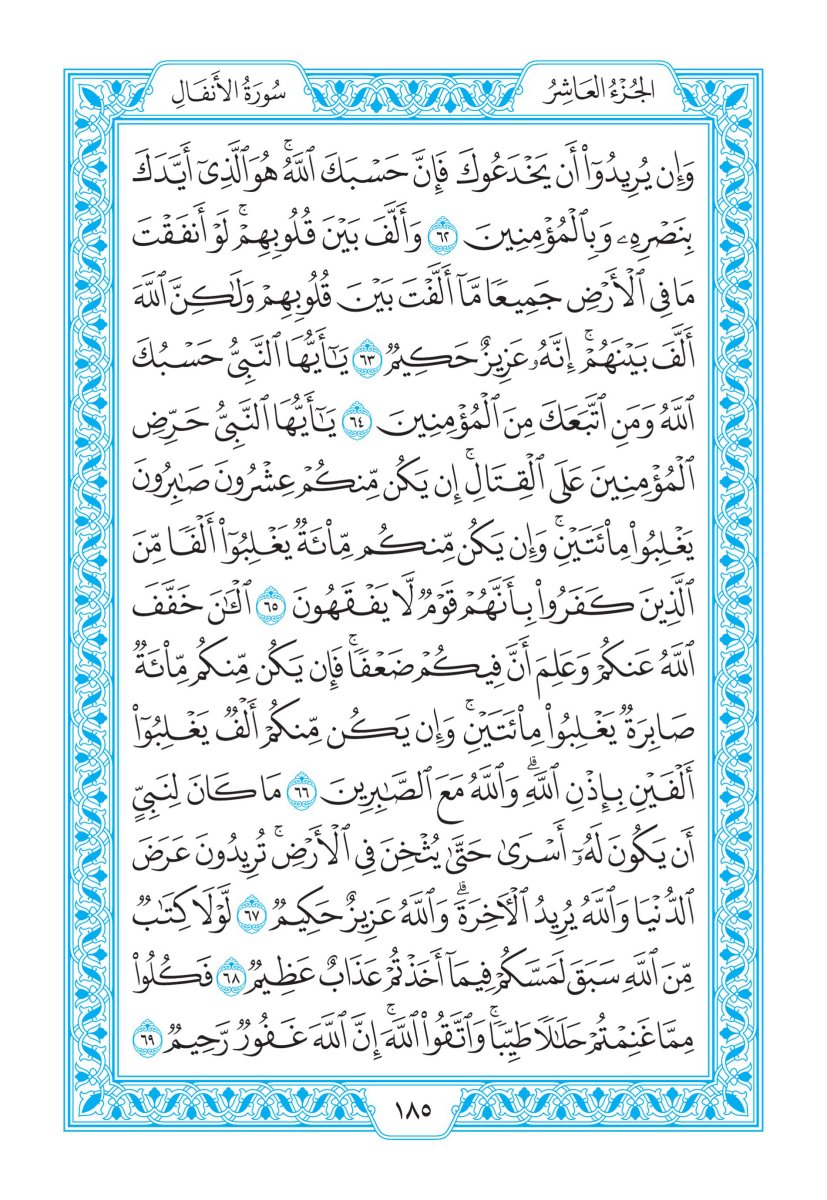 الجُزْءُ العَاشِرُ
سُورَةُ الأَنفَالِ
وَإِن يُرِيدُوٓا۟ أَن يَخْدَعُوكَ فَإِنَّ حَسْبَكَ ٱللَّهُ ۚ هُوَ ٱلَّذِىٓ أَيَّدَكَ
بِنَصْرِهِۦ وَبِٱلْمُؤْمِنِينَ ٦٢ وَأَلَّفَ بَيْنَ قُلُوبِهِمْ ۚ لَوْ أَنفَقْتَ
مَا فِى ٱلْأَرْضِ جَمِيعًا مَّآ أَلَّفْتَ بَيْنَ قُلُوبِهِمْ وَلَٰكِنَّ ٱللَّهَ
أَلَّفَ بَيْنَهُمْ ۚ إِنَّهُۥ عَزِيزٌ حَكِيمٌ ٦٣ يَٰٓأَيُّهَا ٱلنَّبِىُّ حَسْبُكَ
ٱللَّهُ وَمَنِ ٱتَّبَعَكَ مِنَ ٱلْمُؤْمِنِينَ ٦٤ يَٰٓأَيُّهَا ٱلنَّبِىُّ حَرِّضِ
ٱلْمُؤْمِنِينَ عَلَى ٱلْقِتَالِ ۚ إِن يَكُن مِّنكُمْ عِشْرُونَ صَٰبِرُونَ
يَغْلِبُوا۟ مِا۟ئَتَيْنِ ۚ وَإِن يَكُن مِّنكُم مِّا۟ئَةٌ يَغْلِبُوٓا۟ أَلْفًا مِّنَ
ٱلَّذِينَ كَفَرُوا۟ بِأَنَّهُمْ قَوْمٌ لَّا يَفْقَهُونَ ٦٥ ٱلْـَٰٔنَ خَفَّفَ
ٱللَّهُ عَنكُمْ وَعَلِمَ أَنَّ فِيكُمْ ضَعْفًا ۚ فَإِن يَكُن مِّنكُم مِّا۟ئَةٌ
صَابِرَةٌ يَغْلِبُوا۟ مِا۟ئَتَيْنِ ۚ وَإِن يَكُن مِّنكُمْ أَلْفٌ يَغْلِبُوٓا۟
أَلْفَيْنِ بِإِذْنِ ٱللَّهِ ۗ وَٱللَّهُ مَعَ ٱلصَّٰبِرِينَ ٦٦ مَا كَانَ لِنَبِىٍّ
أَن يَكُونَ لَهُۥٓ أَسْرَىٰ حَتَّىٰ يُثْخِنَ فِى ٱلْأَرْضِ ۚ تُرِيدُونَ عَرَضَ
ٱلدُّنْيَا وَٱللَّهُ يُرِيدُ ٱلْـَٔاخِرَةَ ۗ وَٱللَّهُ عَزِيزٌ حَكِيمٌ ٦٧ لَّوْلَا كِتَٰبٌ
مِّنَ ٱللَّهِ سَبَقَ لَمَسَّكُمْ فِيمَآ أَخَذْتُمْ عَذَابٌ عَظِيمٌ ٦٨ فَكُلُوا۟
مِمَّا غَنِمْتُمْ حَلَٰلًا طَيِّبًا ۚ وَٱتَّقُوا۟ ٱللَّهَ ۚ إِنَّ ٱللَّهَ غَفُورٌ رَّحِيمٌ ٦٩
١٨٥